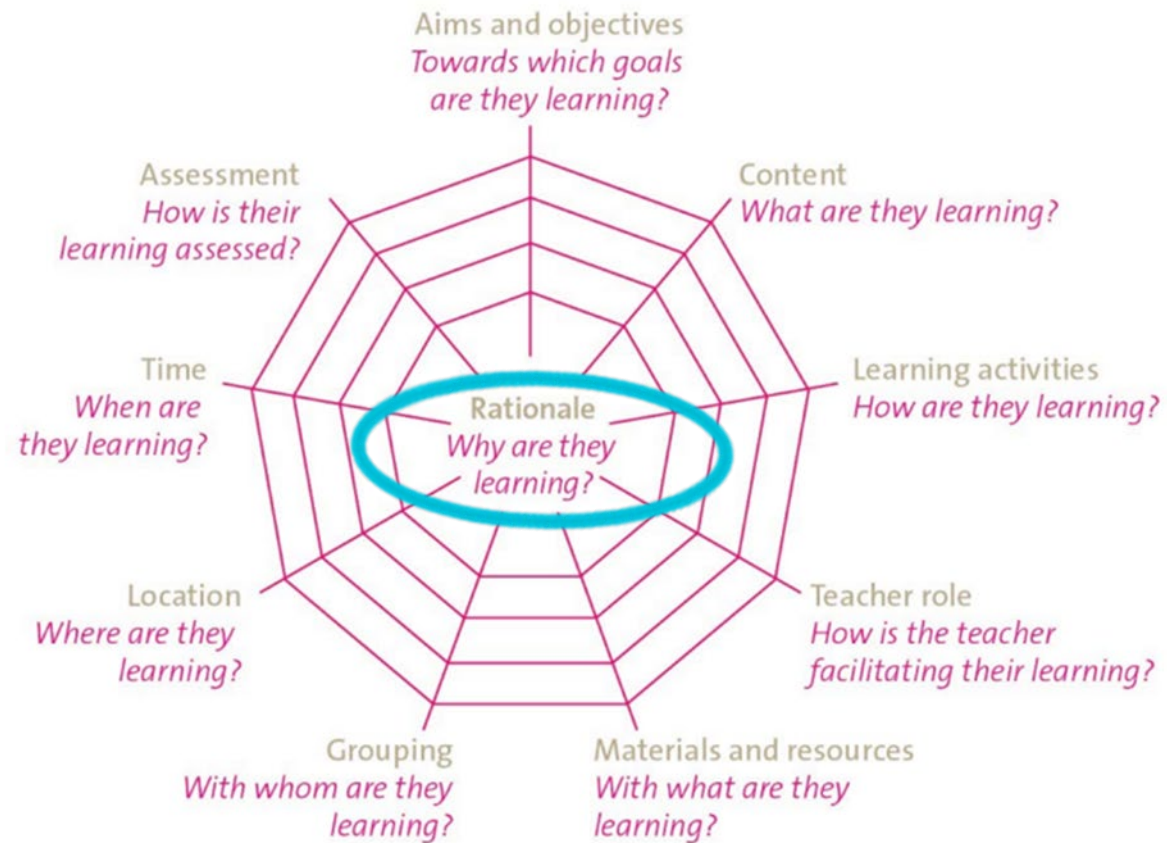 Aims and objectives
Towards which goals
are they learning?
Content
What are they learning?
Learning activities
How are they learning?
Teacher role
How is the teacher
facilitating their learning?
Materials and resources
With what are they
learning?
Grouping
With whom are they
learning?
Location
Where are they
learning?
Time
When are
they learning?
Assessment
How is their
learning assessed?
Rationale
Why are they
learning?